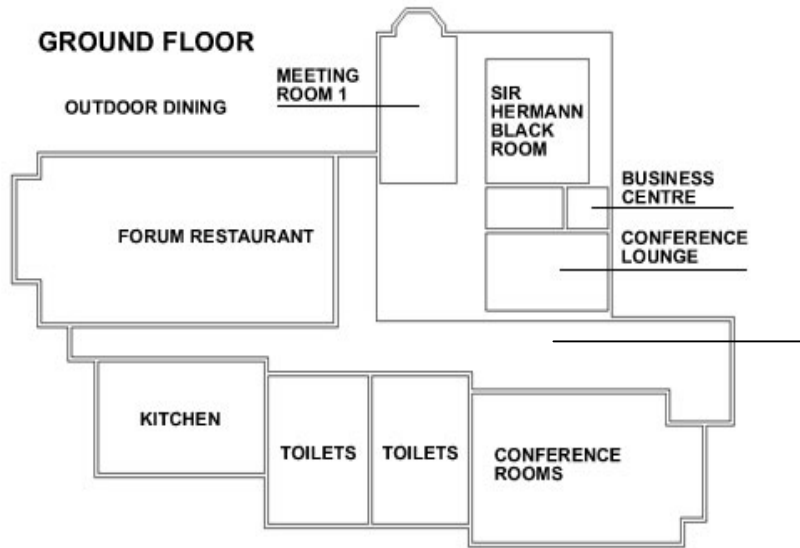 GROUND FLOOR
MEETING
ROOM 1
OUTDOOR DINING
SIR
HERMANN
BLACK
ROOM
BUSINESS
CENTRE
FORUM RESTAURANT
CONFERENCE
LOUNGE
KITCHEN
TOILETS
TOILETS
CONFERENCE
ROOMS